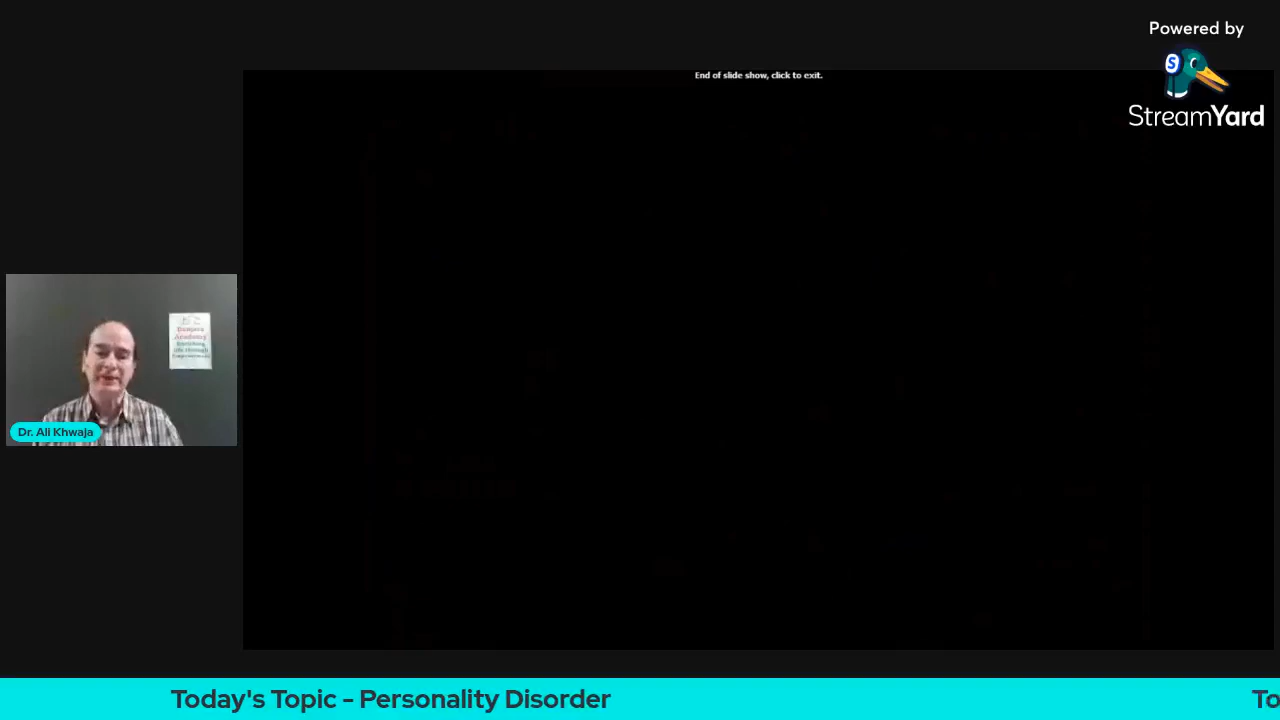 Powered by
StreamYard
End of slide show, click to exit.
Dr. Ali Khwaja
Today's Topic - Personality Disorder
To